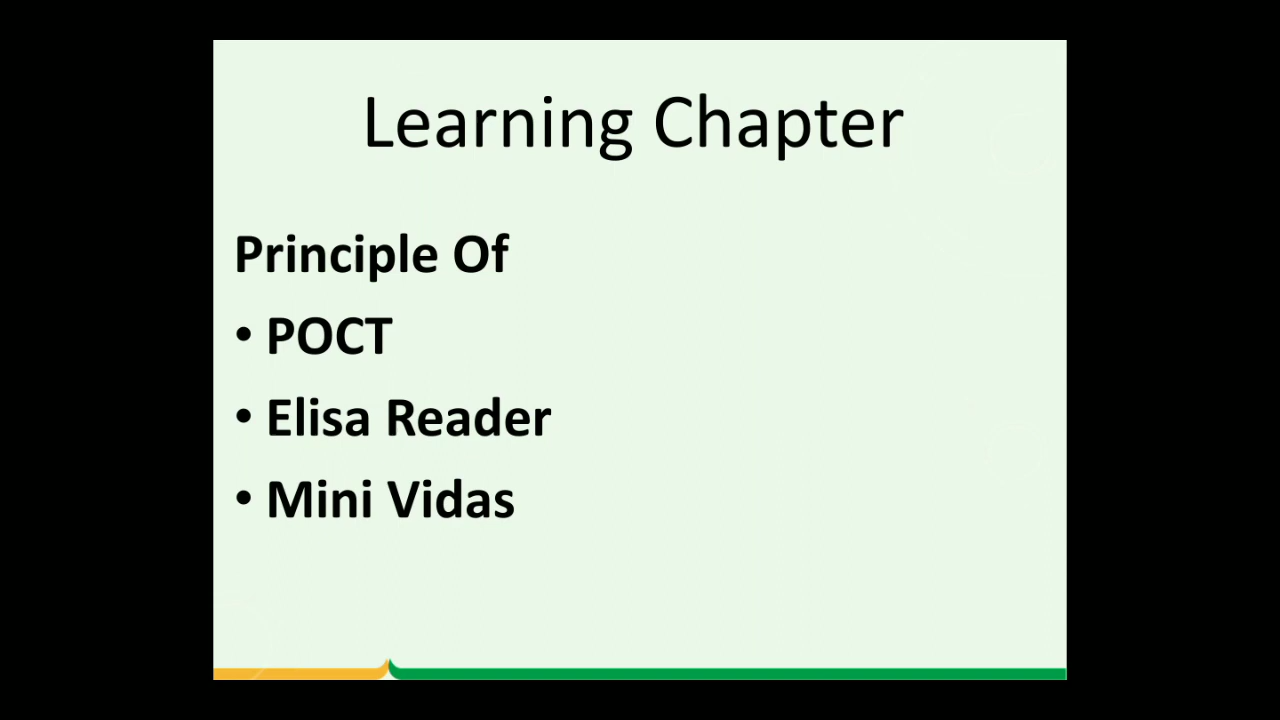 Learning Chapter
Principle Of
• POCT
• Elisa Reader
• Mini Vidas